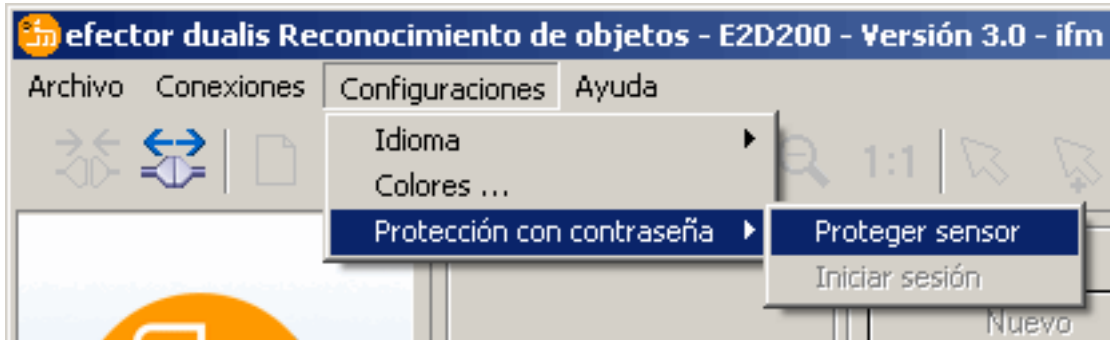 efector dualis Reconocimiento de objetos - E2D200 - Versión 3.0 - ifm
Archivo Conexiones Configuraciones Ayuda
1:1
Idioma
Colores ...
Protección con contraseña
Proteger sensor
Iniciar sesión
Nuevo